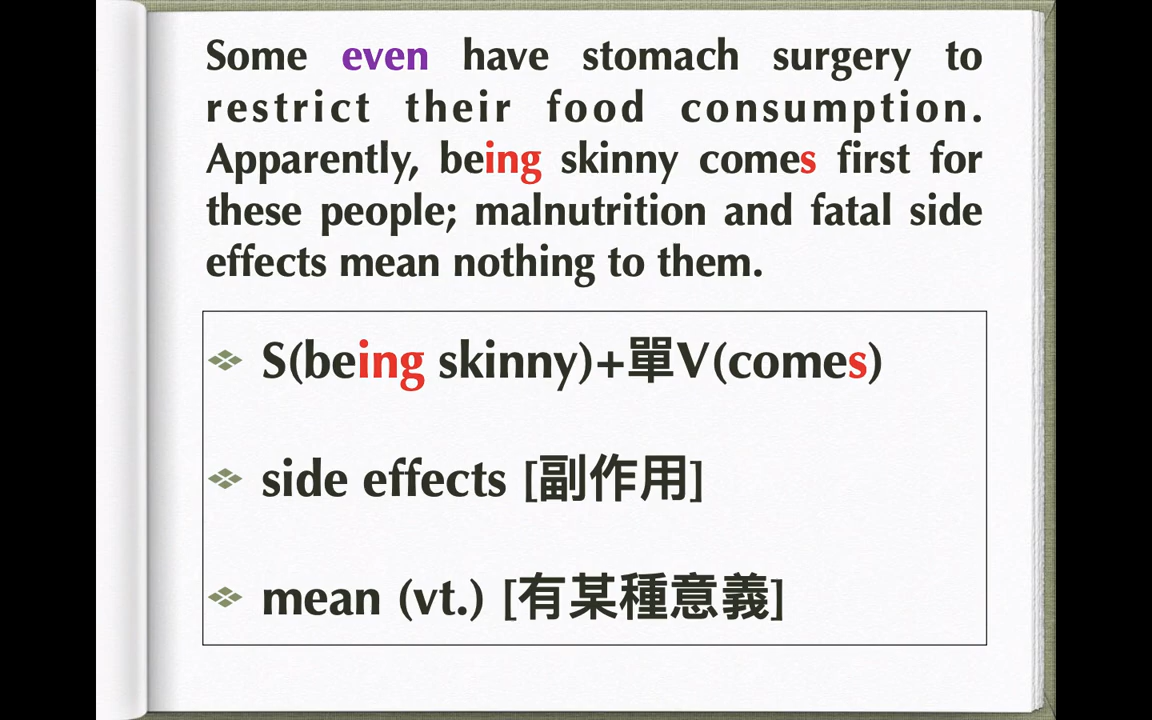 Some even have stomach surgery to
restrict their food consumption.
Apparently, being skinny comes first for
these people; malnutrition and fatal side
effects mean nothing to them.
S(being skinny)+單V(comes)
side effects [副作用]
mean (vt.) [有某種意義]